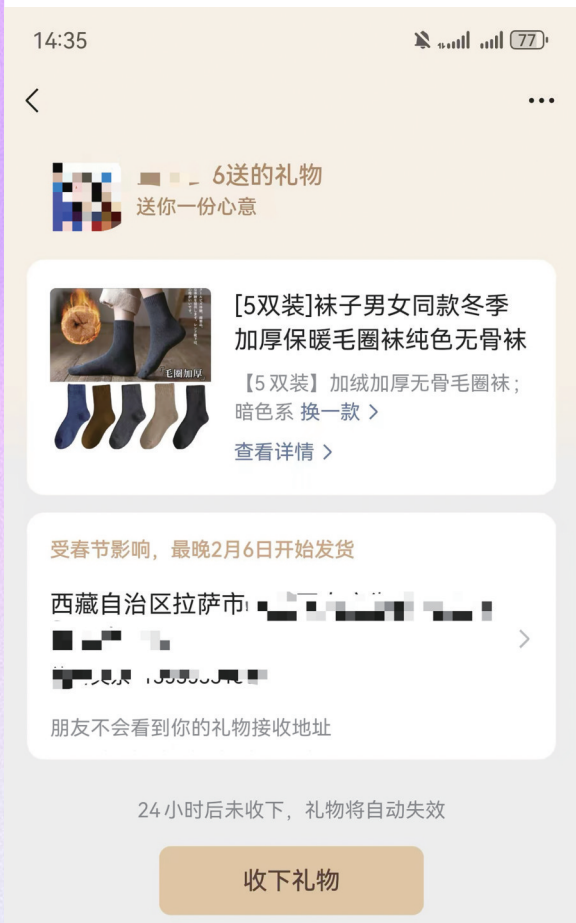 14:35
77
6送的礼物
送你一份心意
[5双装]袜子男女同款冬季
加厚保暖毛圈袜纯色无骨袜
毛圈加厚
【5双装】加绒加厚无骨毛圈袜；
暗色系 换一款 >
查看详情 >
受春节影响，最晚2月6日开始发货
西藏自治区拉萨市
朋友不会看到你的礼物接收地址
24小时后未收下，礼物将自动失效
收下礼物